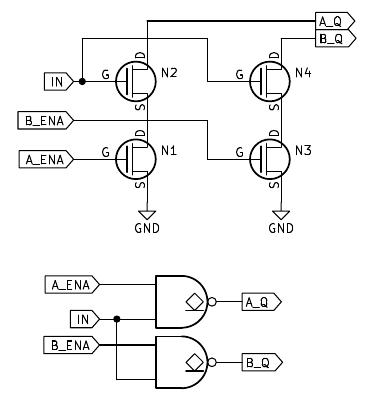 A_Q
B_Q
D
D
IN
G
N2
G
N4
S
S
B_ENA
D
D
A_ENA
G
N1
G
N3
S
S
GND
GND
A_ENA
IN
A_Q
B_ENA
B_Q